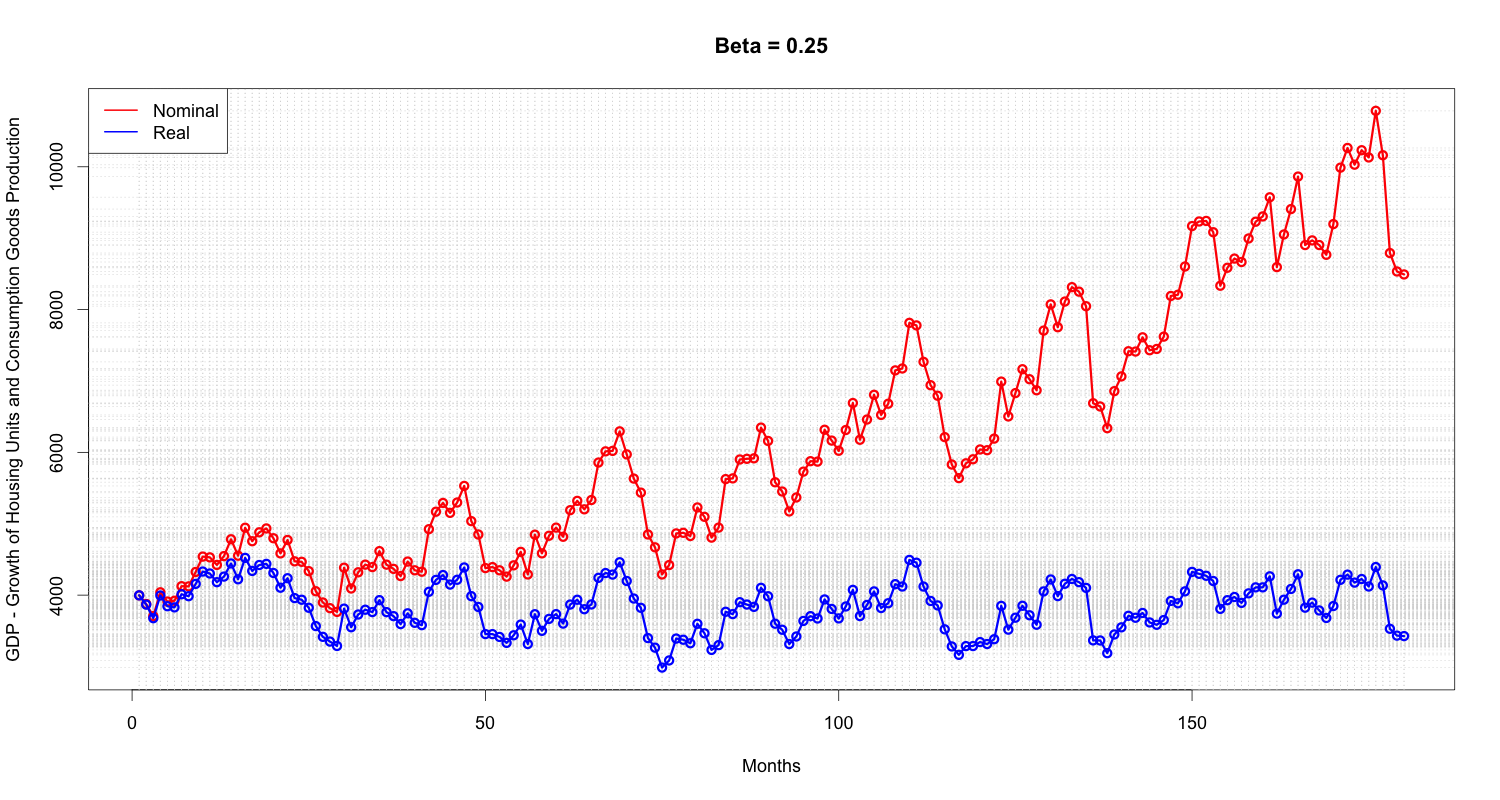 Beta = 0.25
Nominal
Real
GDP - Growth of Housing Units and Consumption Goods Production
10000
8000
6000
4000
0 50 100 150
Months